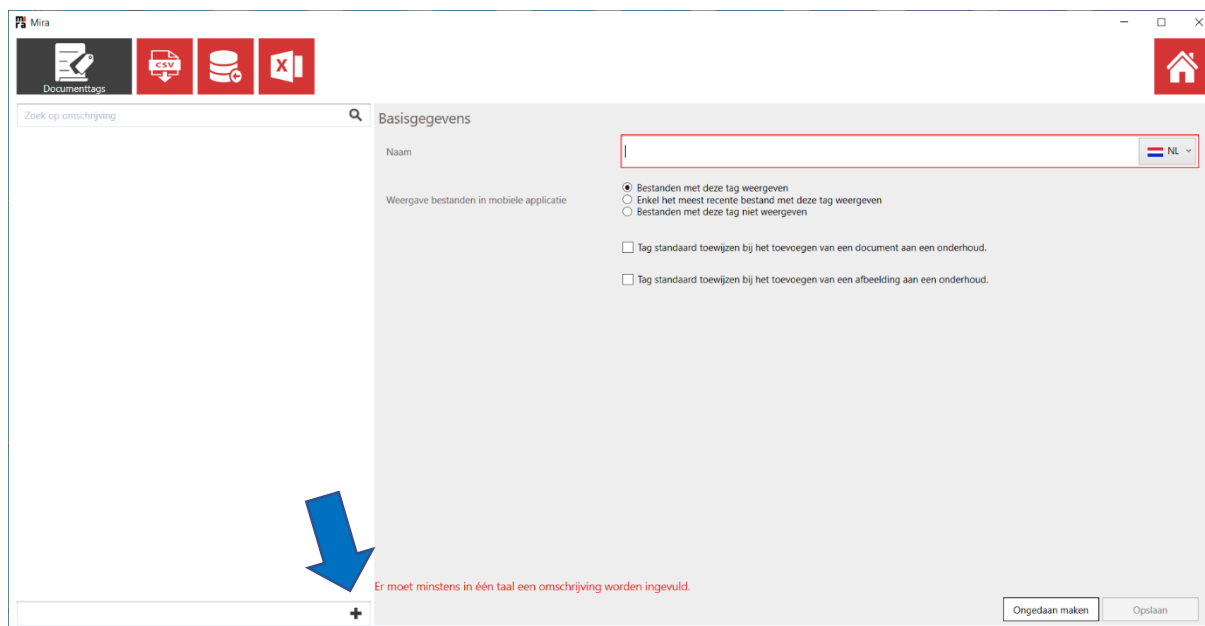 mira Mira
Documenttags
CSV
X
Zoek op omschrijving
Basisgegevens
Naam
NL
Weergave bestanden in mobiele applicatie
Bestanden met deze tag weergeven
Enkel het meest recente bestand met deze tag weergeven
Bestanden met deze tag niet weergeven
Tag standaard toewijzen bij het toevoegen van een document aan een onderhoud.
Tag standaard toewijzen bij het toevoegen van een afbeelding aan een onderhoud.
Er moet minstens in één taal een omschrijving worden ingevuld.
Ongedaan maken
Opslaan